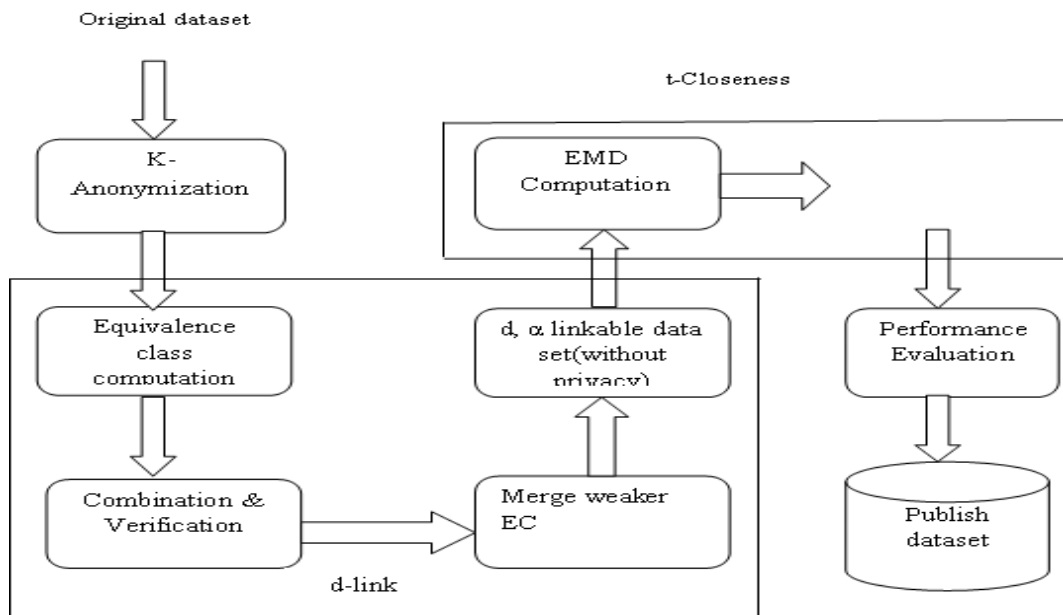 Original dataset
t-Closeness
K-
Anonymization
EMD
Computation
Equivalence
class
computation
d, α linkable data
set(without
privacy)
Performance
Evaluation
Combination &
Verification
Merge weaker
EC
Publish
dataset
d-link